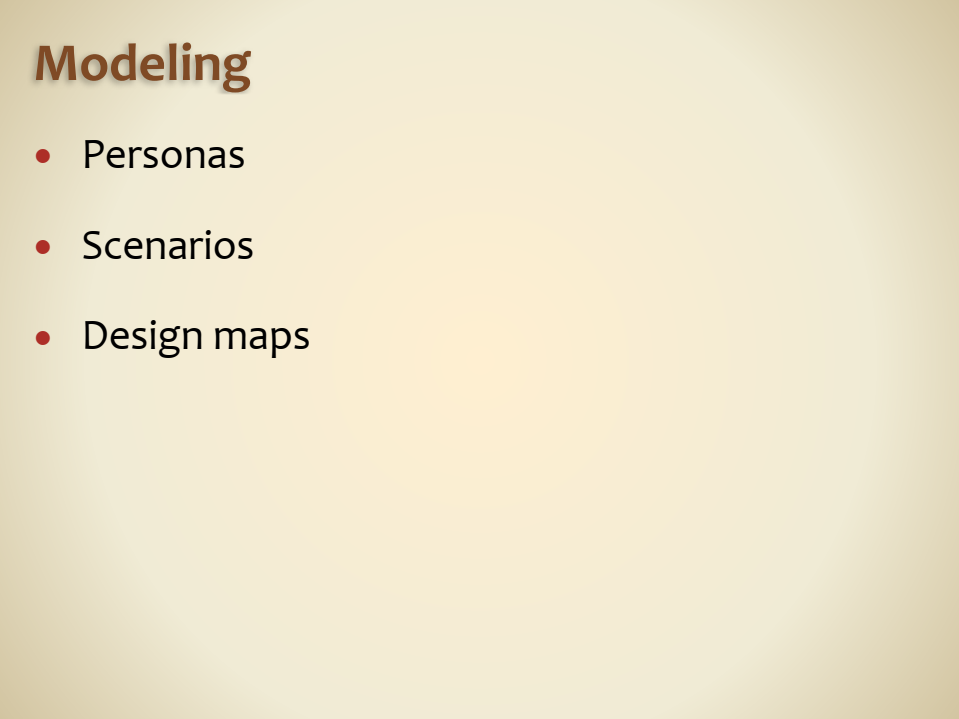 Modeling
• Personas
• Scenarios
• Design maps